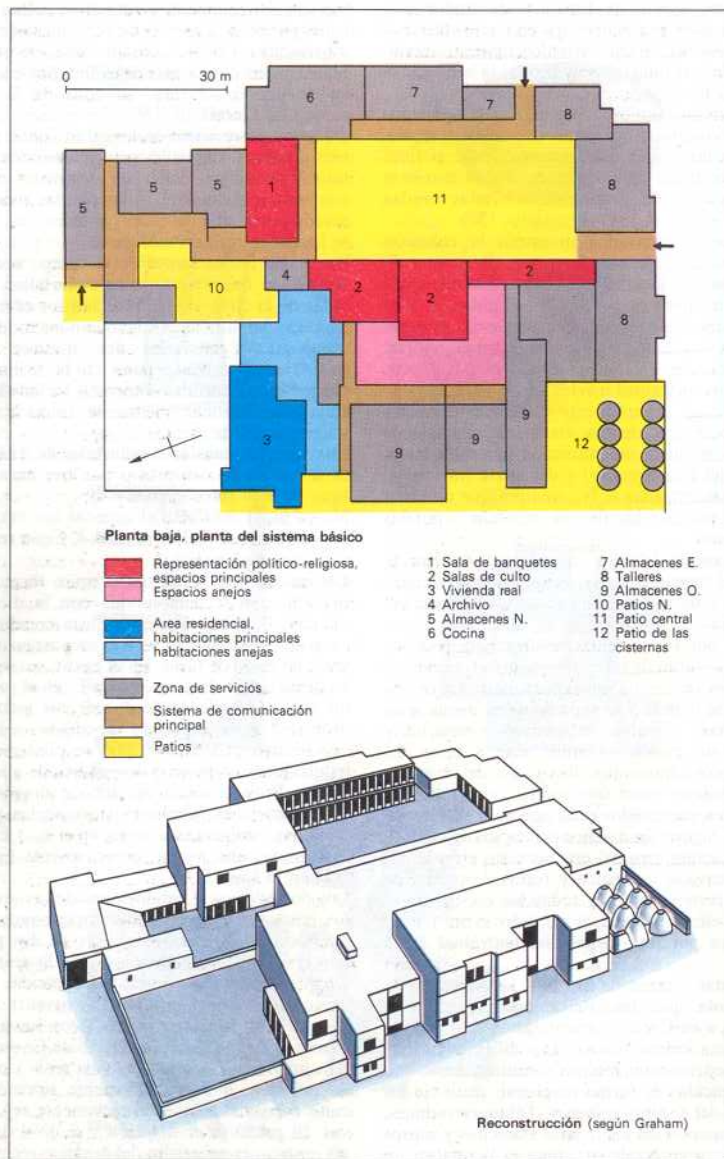 0 30 m
6
7
7
8
5
5
5
1
11
8
10
4
2
2
2
8
3
9
9
9
12
Planta baja, planta del sistema básico
Representación político-religiosa,
espacios principales
Espacios anejos
Area residencial,
habitaciones principales
habitaciones anejas
Zona de servicios
Sistema de comunicación
principal
Patios
1 Sala de banquetes
2 Salas de culto
3 Vivienda real
4 Archivo
5 Almacenes N.
6 Cocina
7 Almacenes E.
8 Talleres
9 Almacenes O.
10 Patios N.
11 Patio central
12 Patio de las
cisternas
Reconstrucción (según Graham)